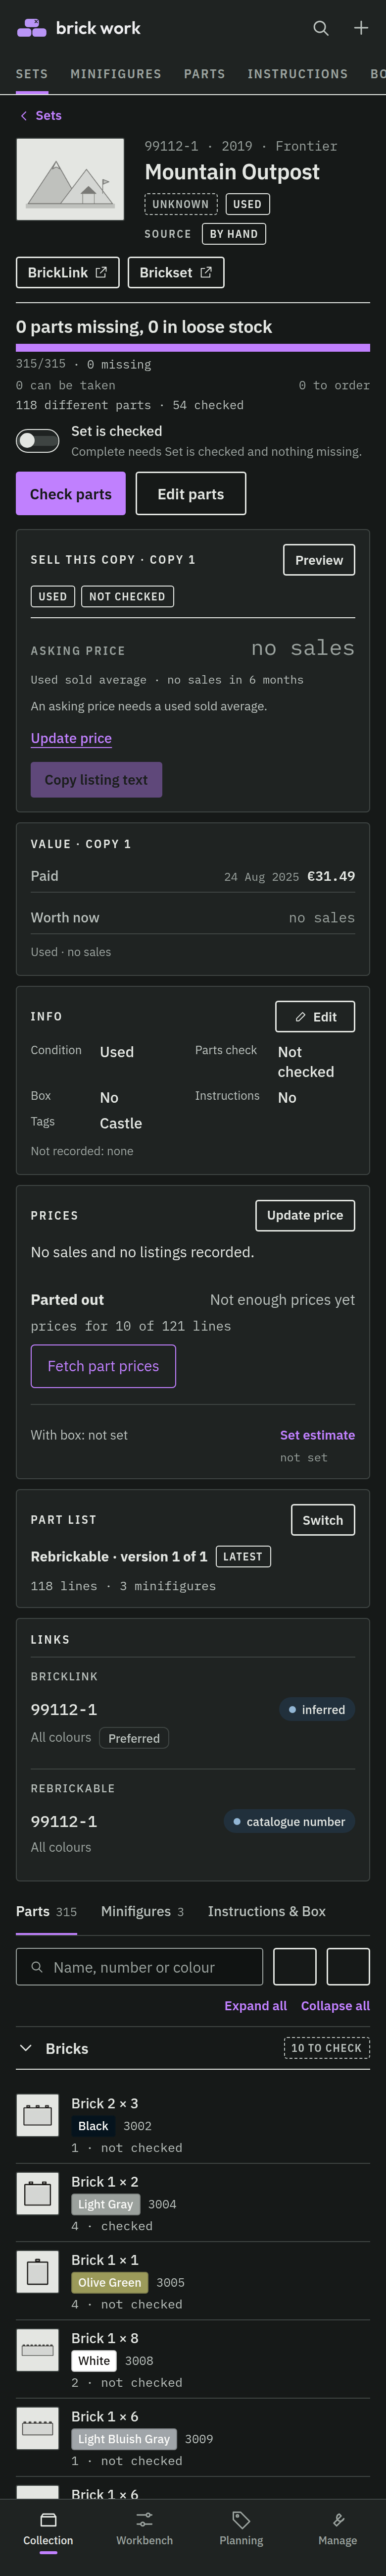 brick work
SETS MINIFIGURES PARTS INSTRUCTIONS BO
Sets
99112-1 · 2019 · Frontier
Mountain Outpost
UNKNOWN USED
SOURCE BY HAND
BrickLink Brickset
0 parts missing, 0 in loose stock
315/315 · 0 missing
0 can be taken 0 to order
118 different parts · 54 checked
Set is checked
Complete needs Set is checked and nothing missing.
Check parts Edit parts
SELL THIS COPY · COPY 1 Preview
USED NOT CHECKED
ASKING PRICE no sales
Used sold average · no sales in 6 months
An asking price needs a used sold average.
Update price
Copy listing text
VALUE · COPY 1
Paid 24 Aug 2025 €31.49
Worth now no sales
Used · no sales
INFO Edit
Condition Used Parts check Not checked
Box No Instructions No
Tags Castle
Not recorded: none
PRICES Update price
No sales and no listings recorded.
Parted out Not enough prices yet
prices for 10 of 121 lines
Fetch part prices
With box: not set Set estimate
not set
PART LIST Switch
Rebrickable · version 1 of 1 LATEST
118 lines · 3 minifigures
LINKS
BRICKLINK
99112-1 inferred
All colours Preferred
REBRICKABLE
99112-1 catalogue number
All colours
Parts 315 Minifigures 3 Instructions & Box
Name, number or colour
Expand all Collapse all
Bricks 10 TO CHECK
Brick 2 × 3
Black 3002
1 · not checked
Brick 1 × 2
Light Gray 3004
4 · checked
Brick 1 × 1
Olive Green 3005
4 · not checked
Brick 1 × 8
White 3008
2 · not checked
Brick 1 × 6
Light Bluish Gray 3009
1 · not checked
Brick 1 × 6
Collection Workbench Planning Manage